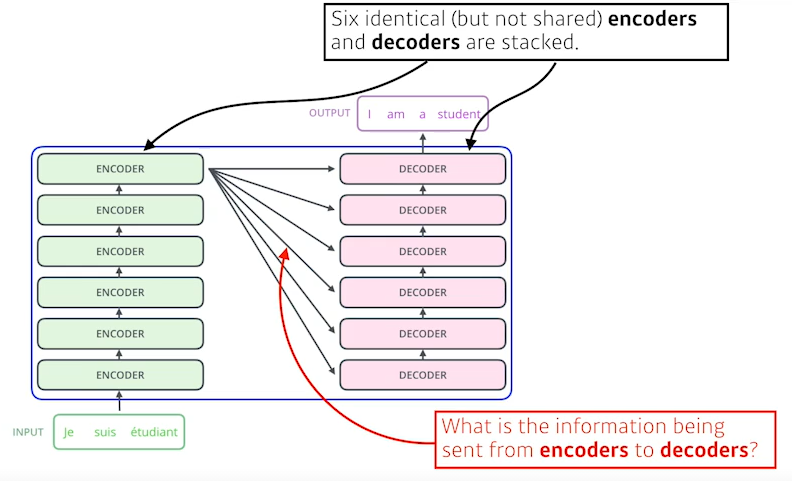 Six identical (but not shared) encoders
and decoders are stacked.
OUTPUT I am a student
ENCODER DECODER
ENCODER DECODER
ENCODER DECODER
ENCODER DECODER
ENCODER DECODER
ENCODER DECODER
INPUT Je suis étudiant
What is the information being
sent from encoders to decoders?